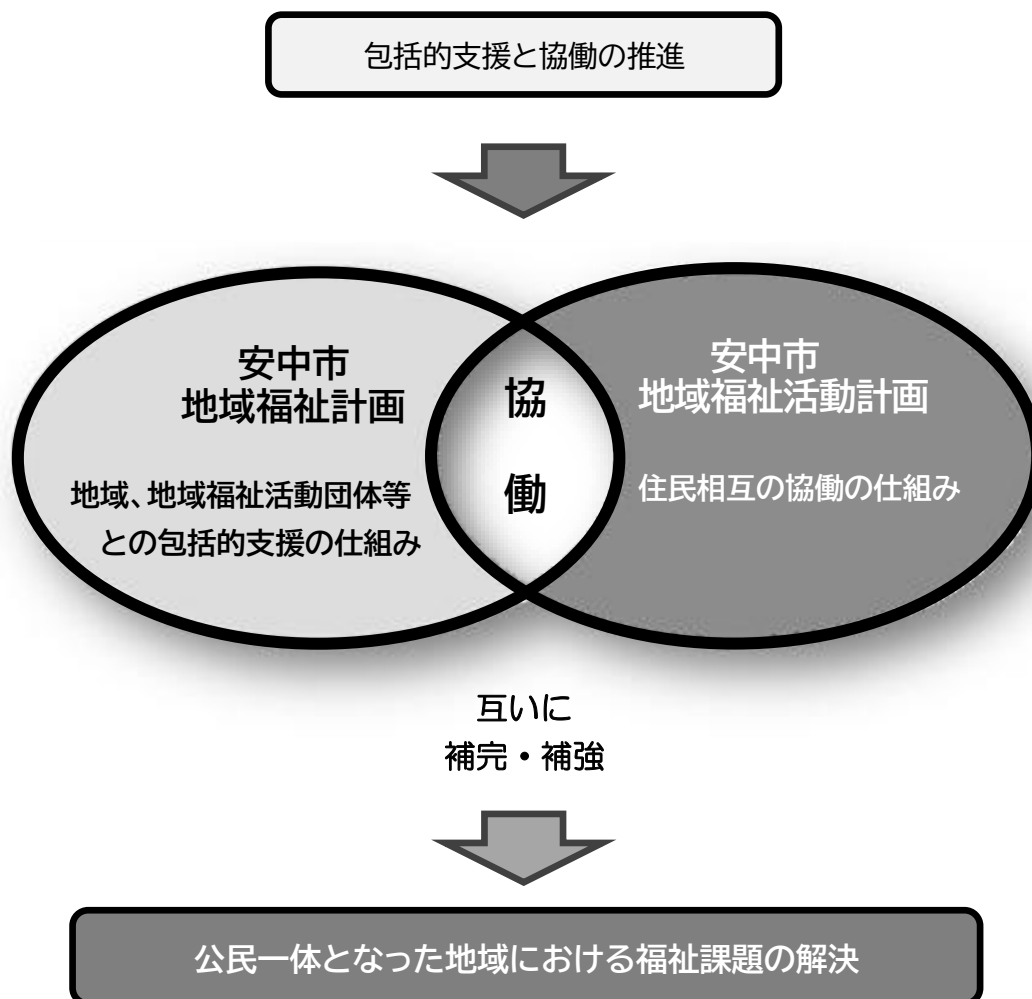 包括的支援と協働の推進
安中市
地域福祉計画
地域、地域福祉活動団体等
との包括的支援の仕組み
協
働
安中市
地域福祉活動計画
住民相互の協働の仕組み
互いに
補完・補強
公民一体となった地域における福祉課題の解決